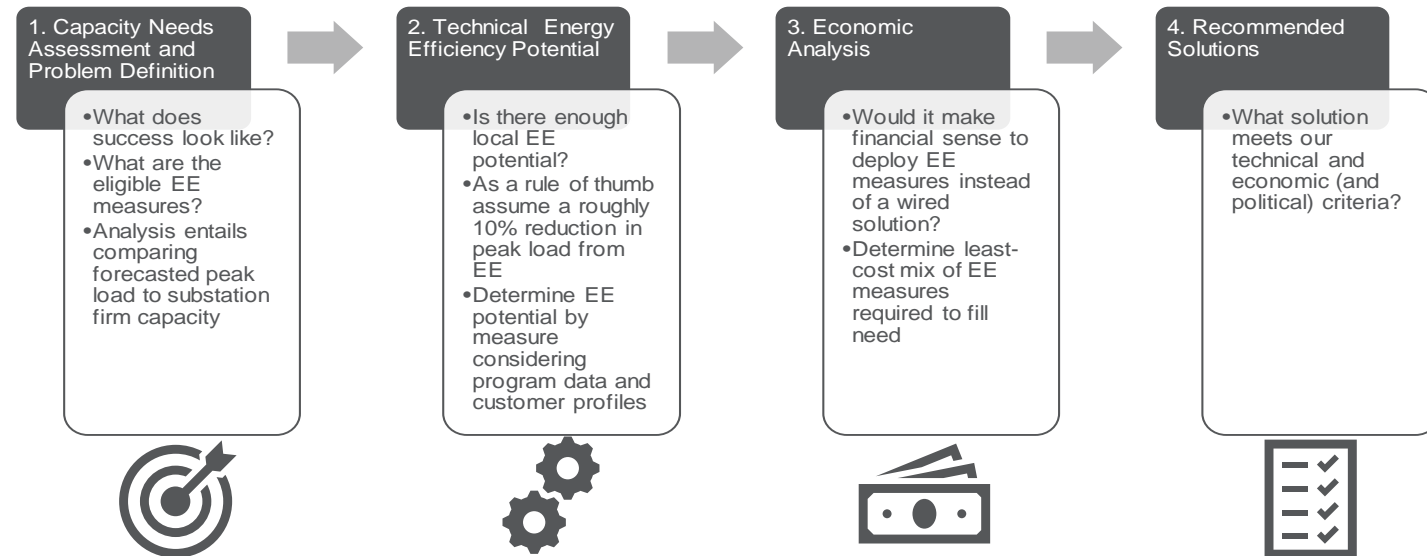 1. Capacity Needs
Assessment and
Problem Definition
•What does
success look like?
•What are the
eligible EE
measures?
•Analysis entails
comparing
forecasted peak
load to substation
firm capacity
2. Technical Energy
Efficiency Potential
•Is there enough
local EE
potential?
•As a rule of thumb
assume a roughly
10% reduction in
peak load from
EE
•Determine EE
potential by
measure
considering
program data and
customer profiles
3. Economic
Analysis
•Would it make
financial sense to
deploy EE
measures instead
of a wired
solution?
•Determine least-
cost mix of EE
measures
required to fill
need
4. Recommended
Solutions
•What solution
meets our
technical and
economic (and
political) criteria?